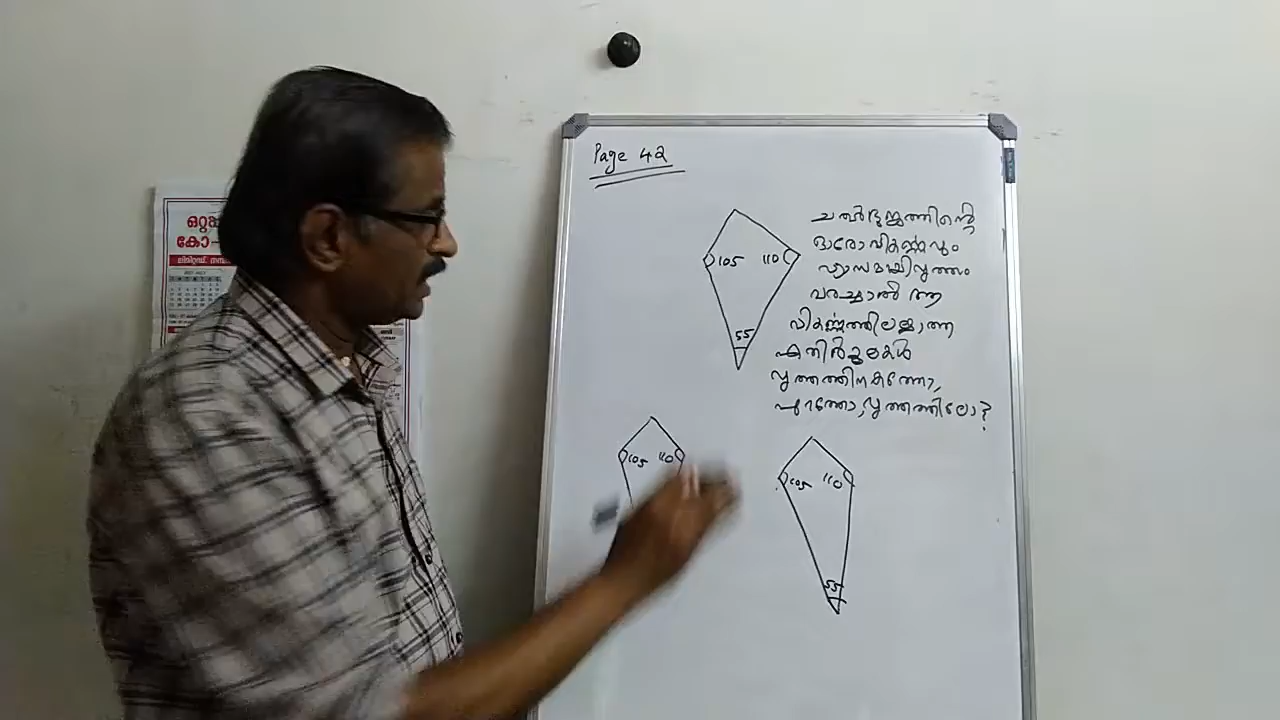 Page 42
105 110
55
ചതുർഭുജത്തിന്റെ
ഓരോ വികർണ്ണവും
വ്യാസമായി വൃത്തം
വരച്ചാൽ ആ
വികർണ്ണത്തിലല്ലാത്ത
എതിർമൂലകൾ
വൃത്തത്തിനകത്തോ,
പുറത്തോ, വൃത്തത്തിലോ?
105 110
105 110
55
ഒറ്റ
കോ